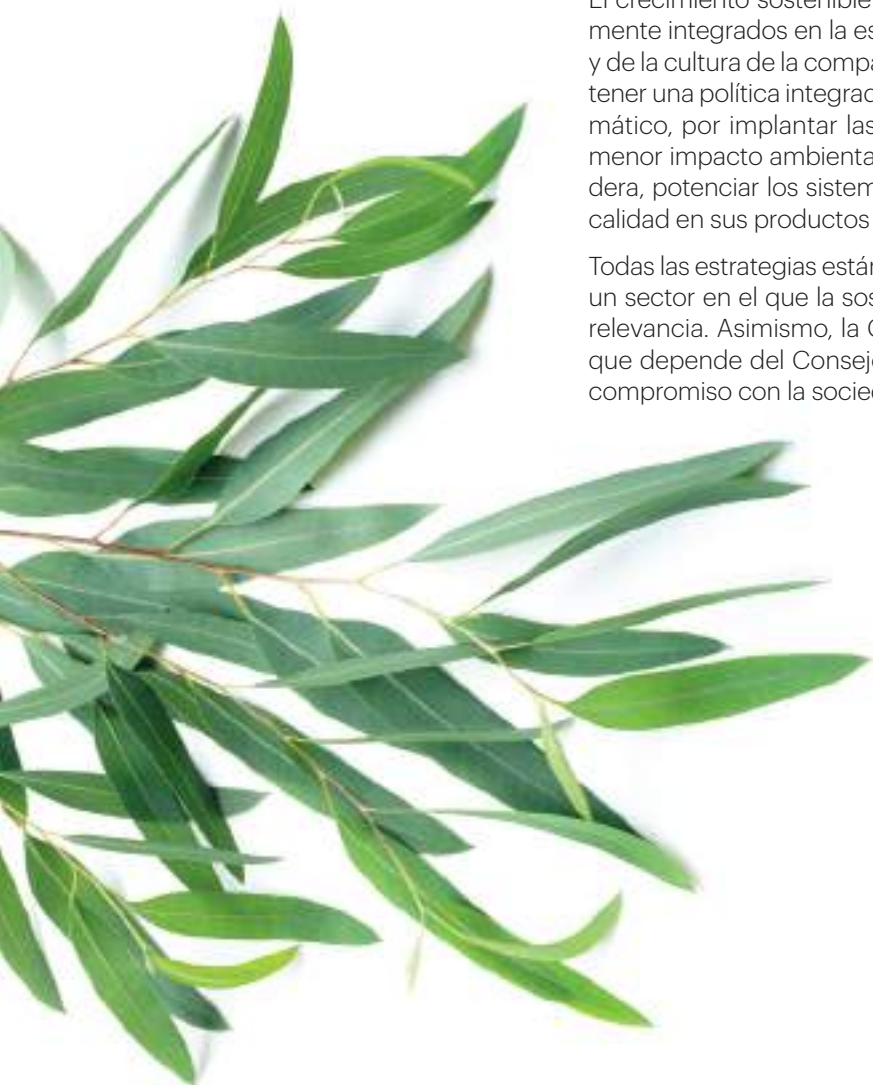 El crecimiento sostenible
mente integrados en la es
y de la cultura de la compa
tener una política integrad
mático, por implantar las
menor impacto ambienta
dera, potenciar los sistem
calidad en sus productos
Todas las estrategias están
un sector en el que la sos
relevancia. Asimismo, la
que depende del Consej
compromiso con la socied